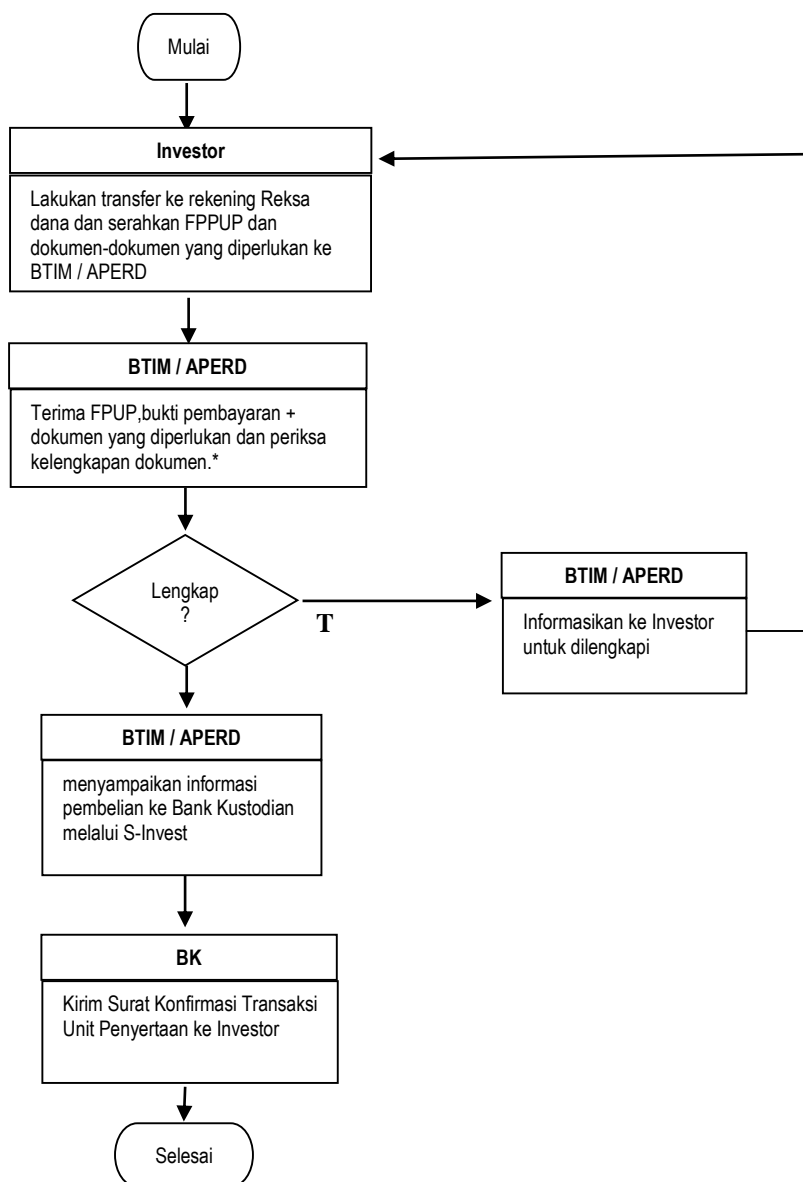 Mulai
Investor
Lakukan transfer ke rekening Reksa
dana dan serahkan FPPUP dan
dokumen-dokumen yang diperlukan ke
BTIM / APERD
BTIM / APERD
Terima FPUP,bukti pembayaran +
dokumen yang diperlukan dan periksa
kelengkapan dokumen.*
Lengkap
?
T
BTIM / APERD
Informasikan ke Investor
untuk dilengkapi
BTIM / APERD
menyampaikan informasi
pembelian ke Bank Kustodian
melalui S-Invest
BK
Kirim Surat Konfirmasi Transaksi
Unit Penyertaan ke Investor
Selesai